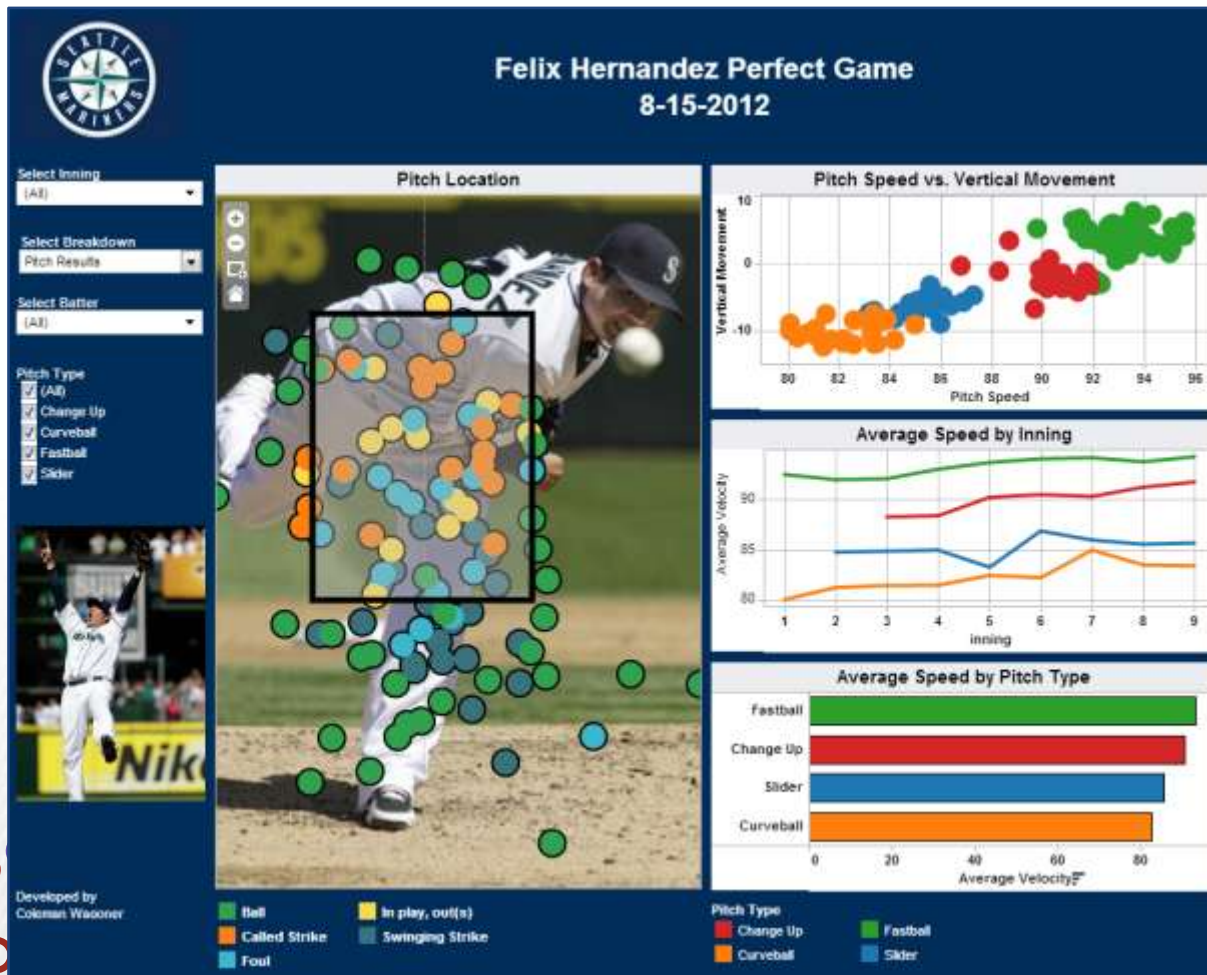 SEATTLE
MARINERS
Felix Hernandez Perfect Game
8-15-2012
Select Inning
(All)
Select Breakdown
Pitch Results
Select Batter
(All)
Pitch Type
(All)
Change Up
Curveball
Fastball
Slider
Nik
Developed by
Coleman Wagoner
Pitch Location
S
Ball
In play, out(s)
Called Strike
Swinging Strike
Foul
Pitch Speed vs. Vertical Movement
Vertical Movement
10
0
-10
80 82 84 86 88 90 92 94 96
Pitch Speed
Average Speed by Inning
Average Velocity
90
85
80
1 2 3 4 5 6 7 8 9
inning
Average Speed by Pitch Type
Fastball
Change Up
Slider
Curveball
0 20 40 60 80
Average Velocity
Pitch Type
Change Up
Fastball
Curveball
Slider